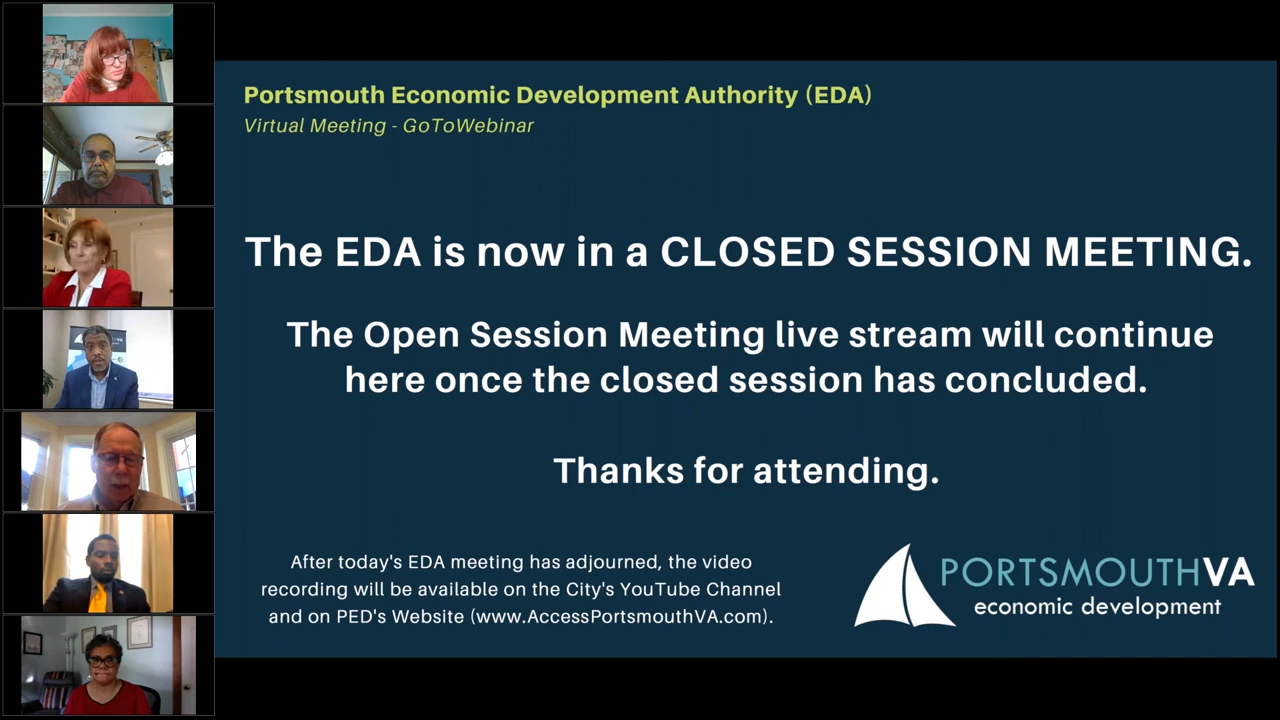 Portsmouth Economic Development Authority (EDA)
Virtual Meeting - GoToWebinar
The EDA is now in a CLOSED SESSION MEETING.
The Open Session Meeting live stream will continue
here once the closed session has concluded.
Thanks for attending.
After today's EDA meeting has adjourned, the video
recording will be available on the City's YouTube Channel
and on PED's Website (www.AccessPortsmouthVA.com).
PORTSMOUTHVA
economic development